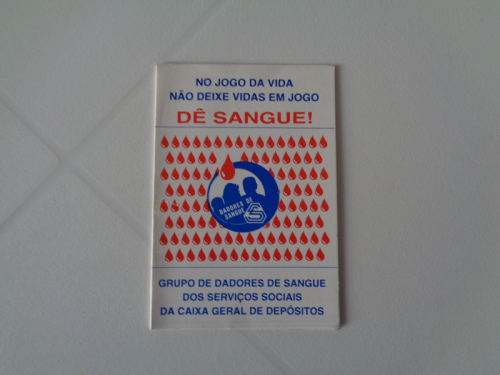 NO JOGO DA VIDA
NÃO DEIXE VIDAS EM JOGO
DÊ SANGUE!
DADORES DE
SANGUE
GRUPO DE DADORES DE SANGUE
DOS SERVIÇOS SOCIAIS
DA CAIXA GERAL DE DEPÓSITOS